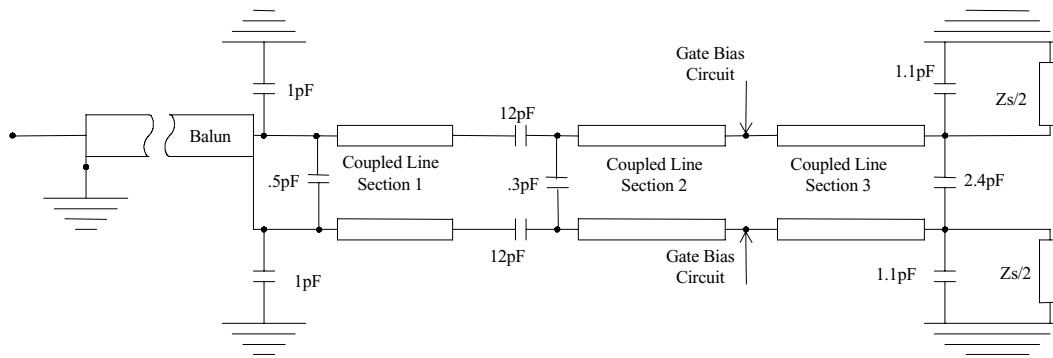 Gate Bias
Circuit
1.1pF
1pF
Zs/2
12pF
Balun
Coupled Line
Section 1
Coupled Line
Section 2
Coupled Line
Section 3
.5pF
.3pF
2.4pF
12pF
Gate Bias
Circuit
1pF
1.1pF
Zs/2